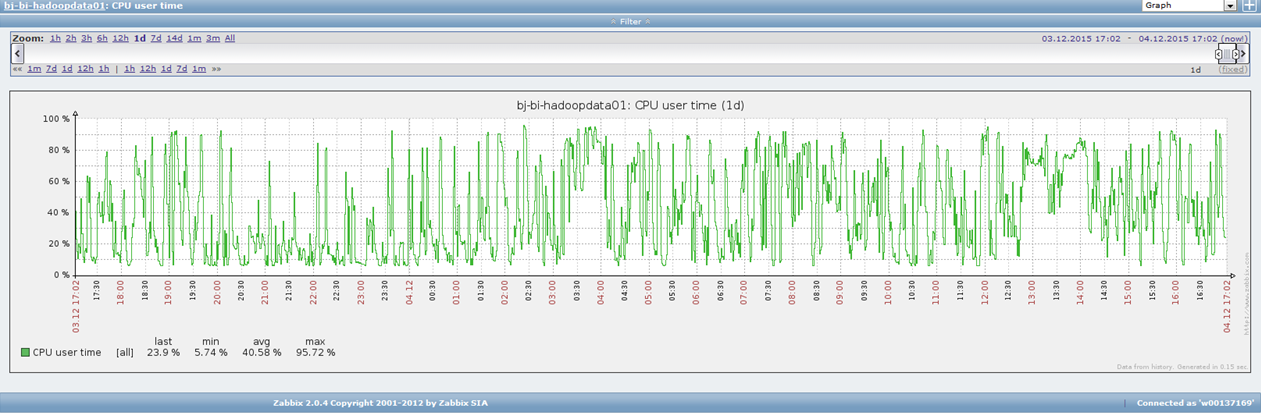 bj-bi-hadoopdata01: CPU user time
Graph
Filter
Zoom: 1h 2h 3h 6h 12h 1d 7d 14d 1m 3m All
03.12.2015 17:02 - 04.12.2015 17:02 (now!)
«« 1m 7d 1d 12h 1h | 1h 12h 1d 7d 1m »»
1d (fixed)
bj-bi-hadoopdata01: CPU user time (1d)
100 %
80 %
60 %
40 %
20 %
0 %
03.12 17:02 17:30 18:00 18:30 19:00 19:30 20:00 20:30 21:00 21:30 22:00 22:30 23:00 23:30 04.12 00:30 01:00 01:30 02:00 02:30 03:00 03:30 04:00 04:30 05:00 05:30 06:00 06:30 07:00 07:30 08:00 08:30 09:00 09:30 10:00 10:30 11:00 11:30 12:00 12:30 13:00 13:30 14:00 14:30 15:00 15:30 16:00 16:30 04.12 17:02
http://www.zabbix.com
last min avg max
CPU user time [all] 23.9 % 5.74 % 40.58 % 95.72 %
Data from history. Generated in 0.15 sec.
Zabbix 2.0.4 Copyright 2001-2012 by Zabbix SIA
| Connected as 'w00137169'